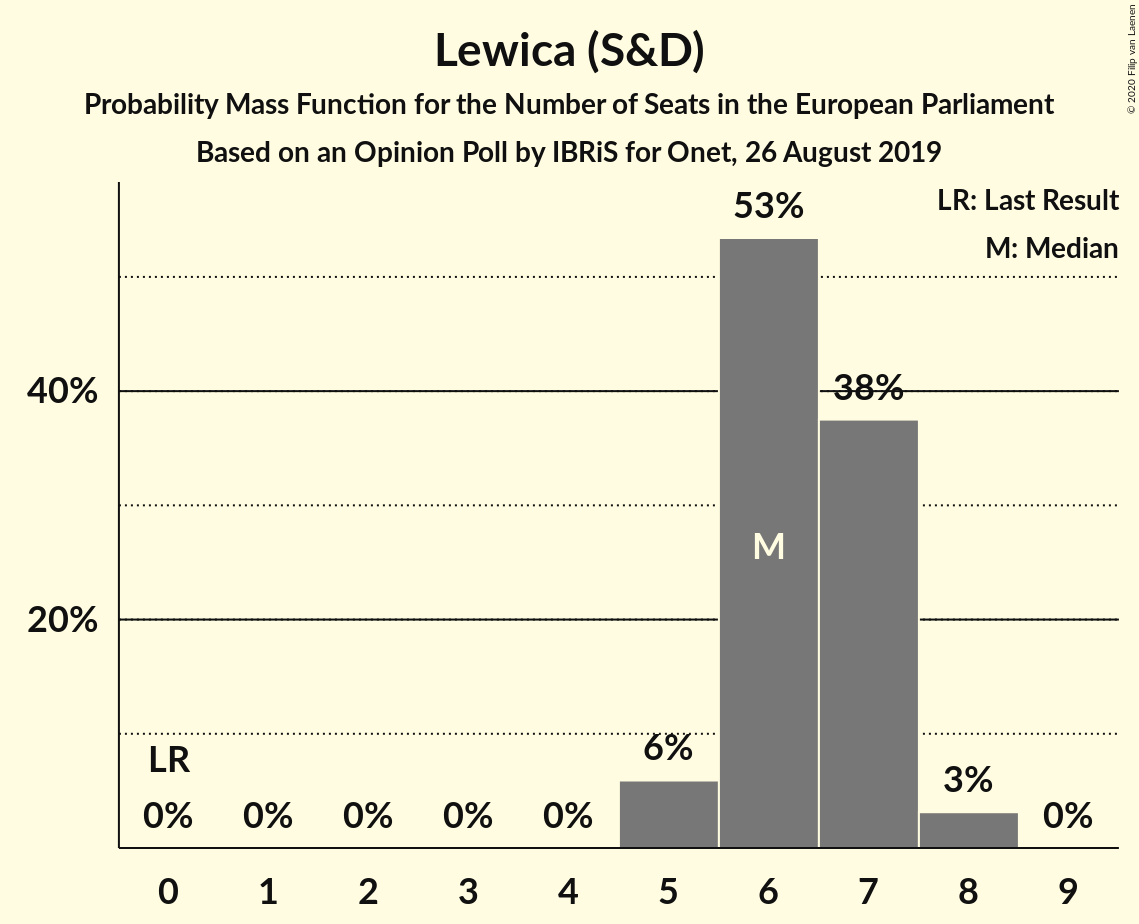 Lewica (S&D)
Probability Mass Function for the Number of Seats in the European Parliament
Based on an Opinion Poll by IBRiS for Onet, 26 August 2019
© 2020 Filip van Laenen
LR: Last Result
M: Median
53%
40%
38%
M
20%
LR
6%
3%
0% 0% 0% 0% 0% 0%
0 1 2 3 4 5 6 7 8 9